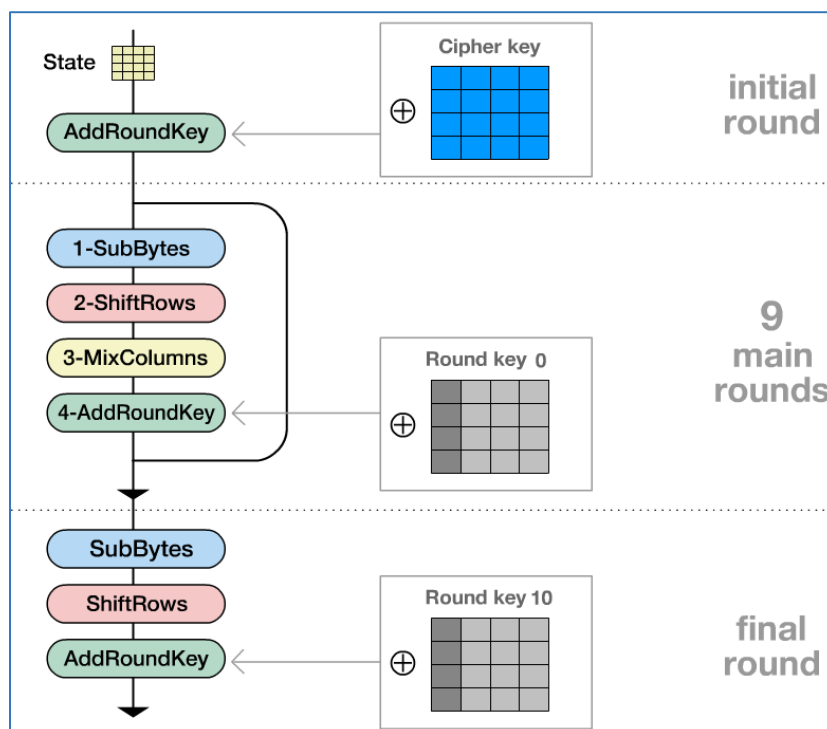 Cipher key
State
AddRoundKey
initial
round
1-SubBytes
2-ShiftRows
3-MixColumns
4-AddRoundKey
Round key 0
9
main
rounds
SubBytes
ShiftRows
AddRoundKey
Round key 10
final
round